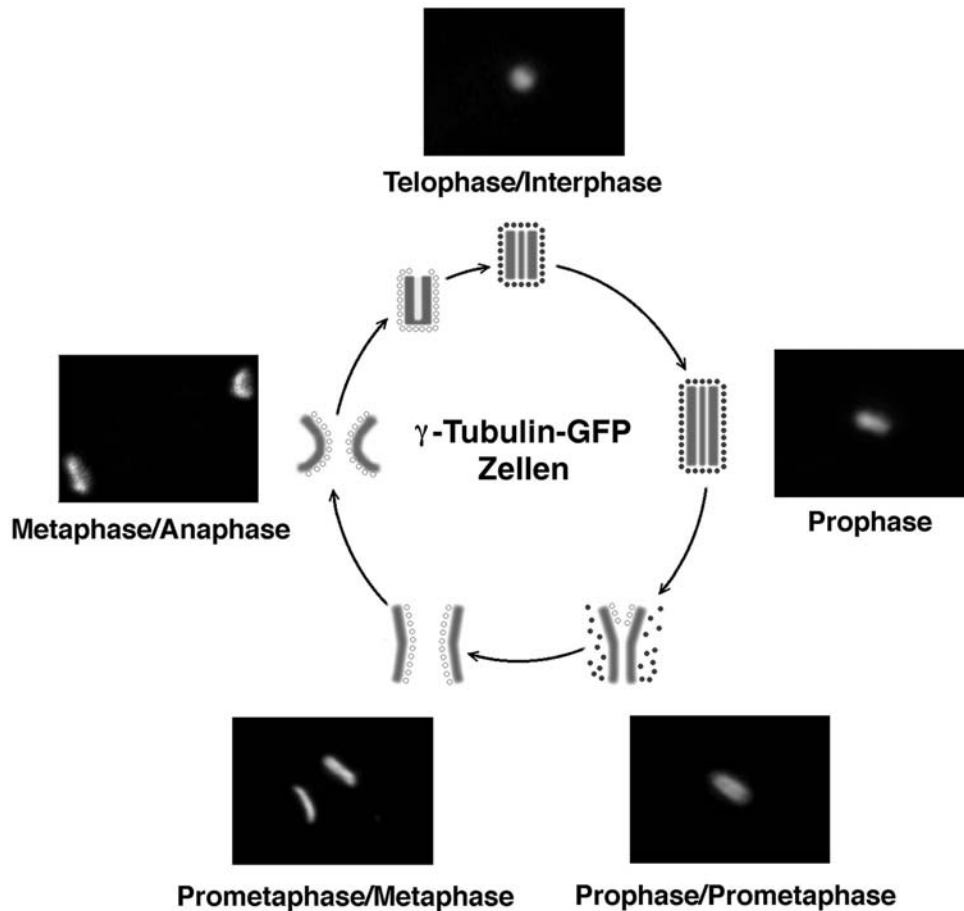 Telophase/Interphase
γ-Tubulin-GFP
Zellen
Prophase
Metaphase/Anaphase
Prometaphase/Metaphase
Prophase/Prometaphase